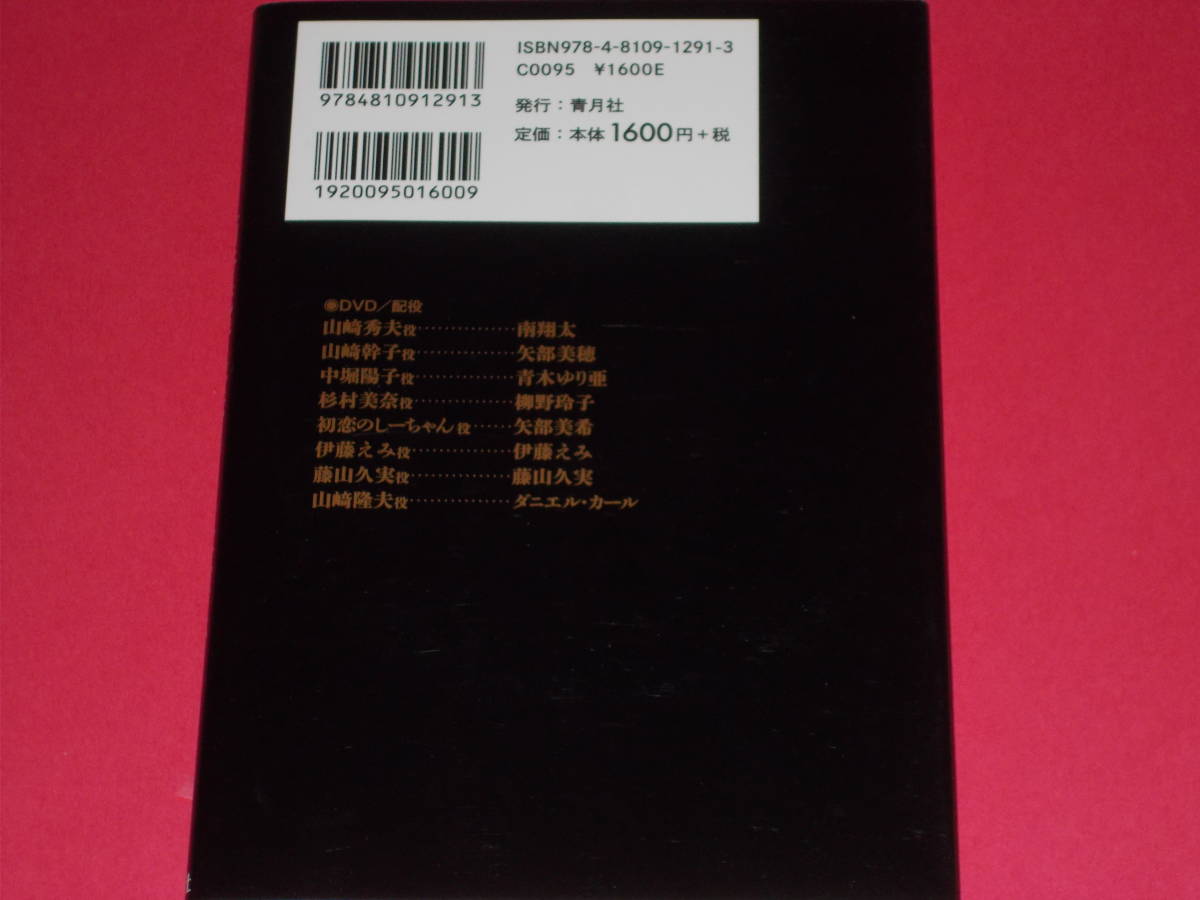 ISBN978-4-8109-1291-3
C0095 ¥1600E
9784810912913
発行：青月社
定価：本体1600円+税
1920095016009
◉DVD／配役
山崎秀夫役……………南翔太
山崎幹子役……………矢部美穂
中堀陽子役……………青木ゆり亜
杉村美奈役……………柳野玲子
初恋のしーちゃん役……矢部美希
伊藤えみ役……………伊藤えみ
藤山久実役……………藤山久実
山崎隆夫役……………ダニエル・カール